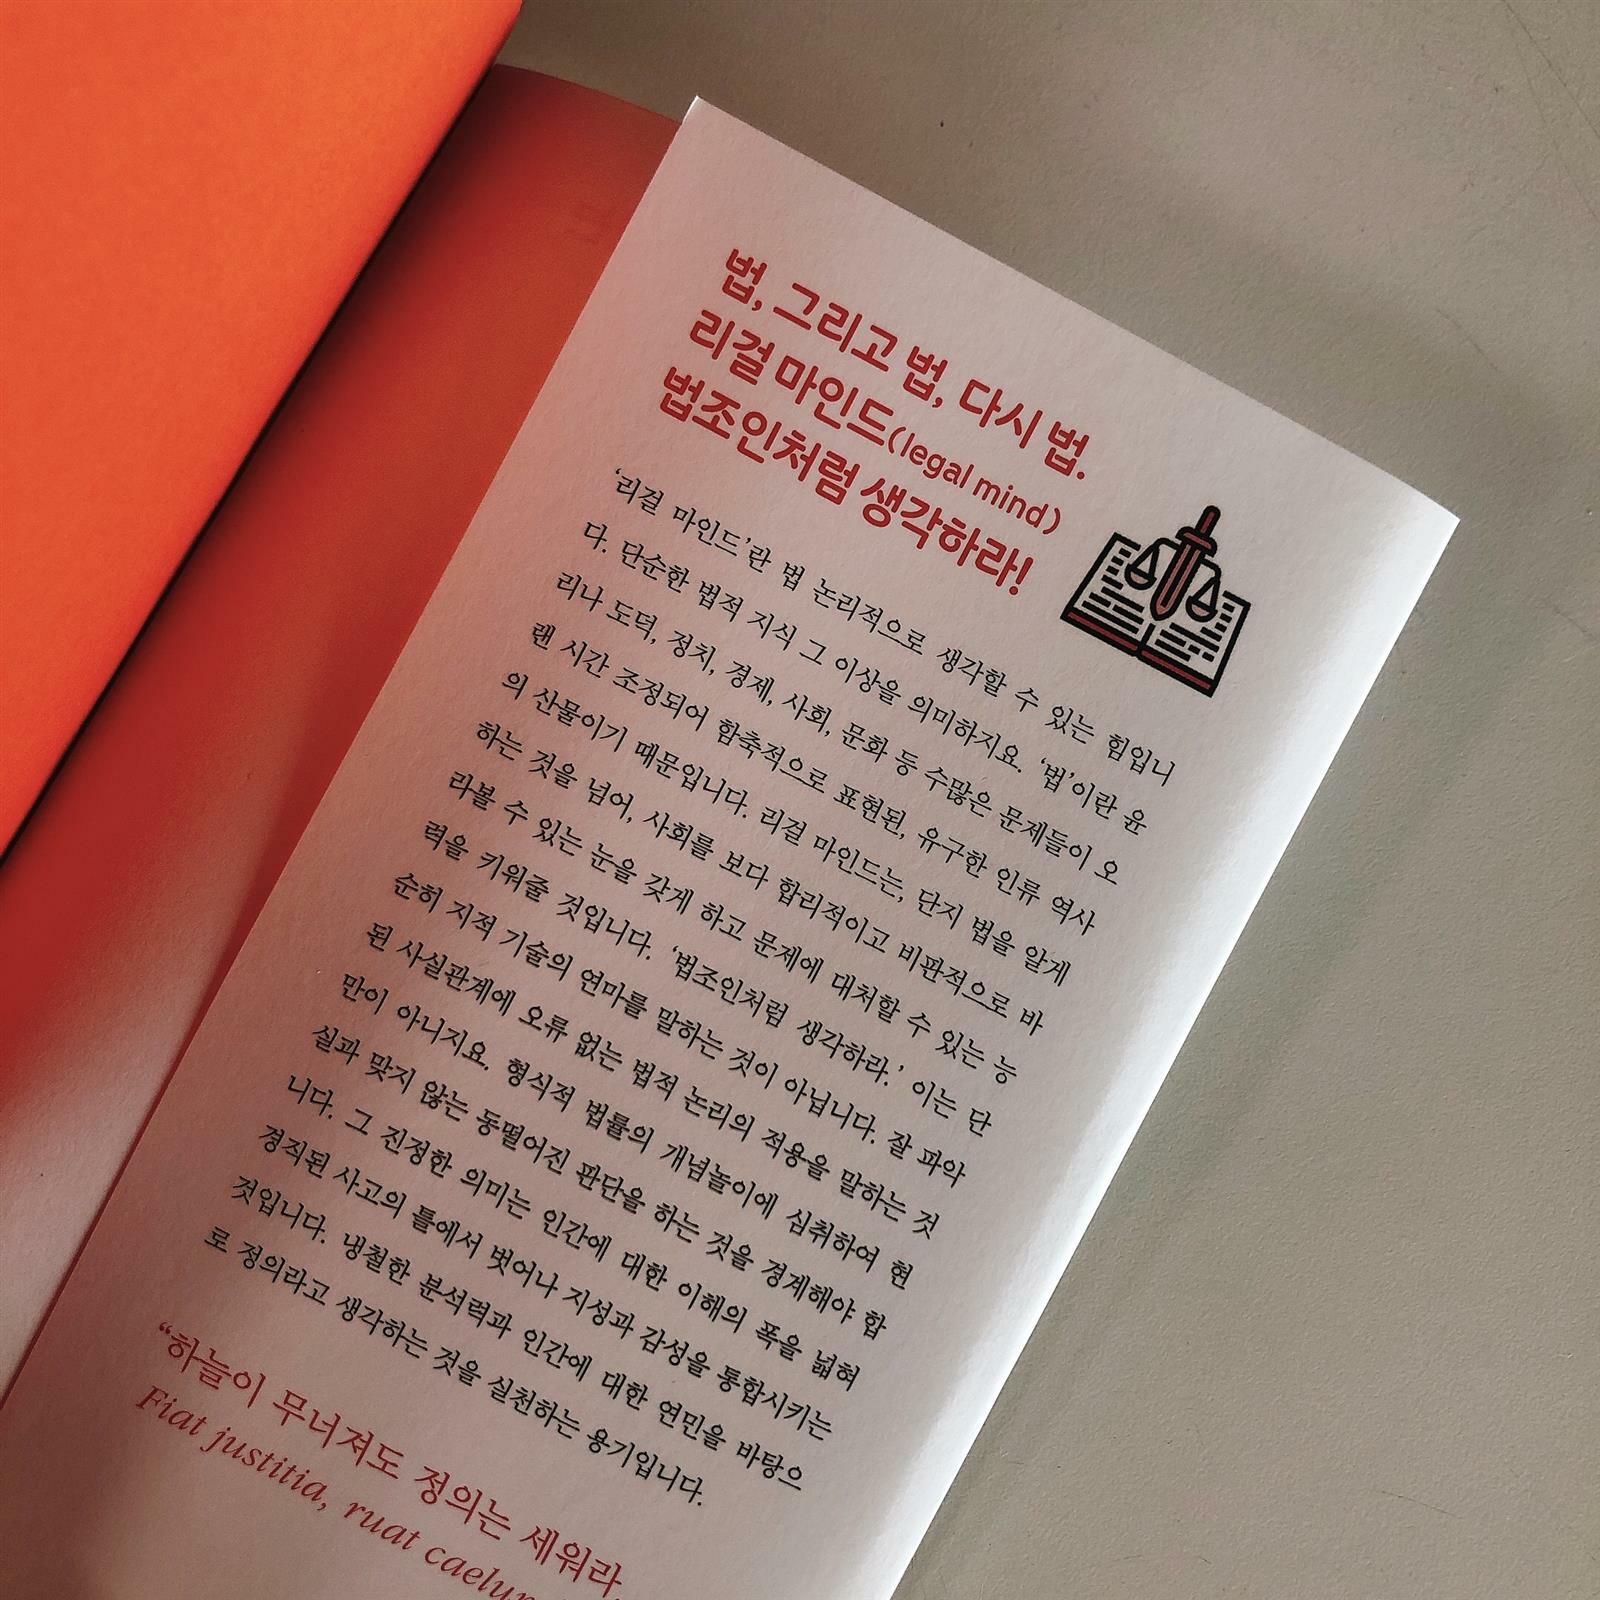 법, 그리고 법, 다시 법.
리걸 마인드(legal mind)
법조인처럼 생각하라!
‘리걸 마인드’란 법 논리적으로 생각할 수 있는 힘입니
다. 단순한 법적 지식 그 이상을 의미하지요. ‘법’이란 윤
리나 도덕, 정치, 경제, 사회, 문화 등 수많은 문제들이 오
랜 시간 조정되어 함축적으로 표현된, 유구한 인류 역사
의 산물이기 때문입니다. 리걸 마인드는, 단지 법을 알게
하는 것을 넘어, 사회를 보다 합리적이고 비판적으로 바
라볼 수 있는 눈을 갖게 하고 문제에 대처할 수 있는 능
력을 키워줄 것입니다. ‘법조인처럼 생각하라.’ 이는 단
순히 지적 기술의 연마를 말하는 것이 아닙니다. 잘 파악
된 사실관계에 오류 없는 법적 논리의 적용을 말하는 것
만이 아니지요. 형식적 법률의 개념놀이에 심취하여 현
실과 맞지 않는 동떨어진 판단을 하는 것을 경계해야 합
니다. 그 진정한 의미는 인간에 대한 이해의 폭을 넓혀
경직된 사고의 틀에서 벗어나 지성과 감성을 통합시키는
것입니다. 냉철한 분석력과 인간에 대한 연민을 바탕으
로 정의라고 생각하는 것을 실천하는 용기입니다.
“하늘이 무너져도 정의는 세워라,
Fiat justitia, ruat